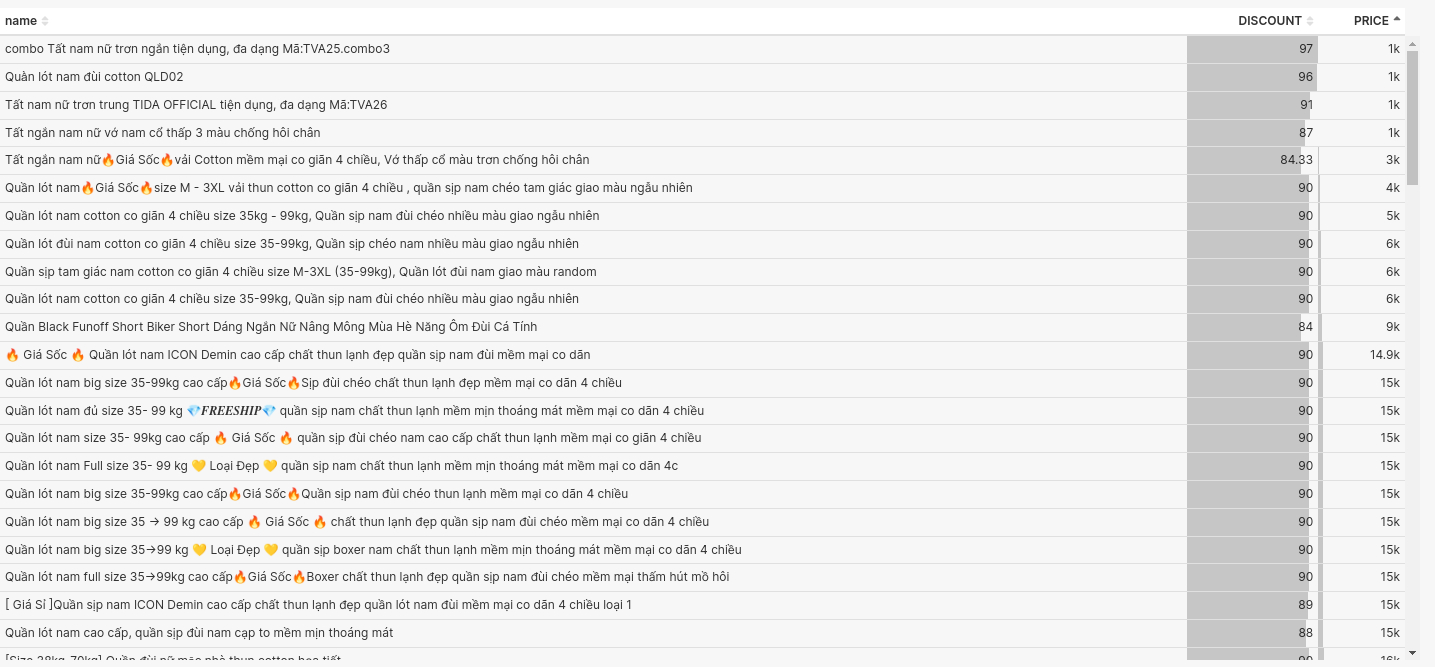 name DISCOUNT PRICE
combo Tất nam nữ trơn ngắn tiện dụng, đa dạng Mã:TVA25.combo3 97 1k
Quàn lót nam đùi cotton QLD02 96 1k
Tất nam nữ trơn trung TIDA OFFICIAL tiện dụng, đa dạng Mã:TVA26 91 1k
Tất ngắn nam nữ vớ nam cổ thấp 3 màu chống hôi chân 87 1k
Tất ngắn nam nữ🔥Giá Sốc🔥vải Cotton mềm mại co giãn 4 chiều, Vớ thấp cổ màu trơn chống hôi chân 84.33 3k
Quần lót nam🔥Giá Sốc🔥size M - 3XL vải thun cotton co giãn 4 chiều , quần sịp nam chéo tam giác giao màu ngẫu nhiên 90 4k
Quần lót nam cotton co giãn 4 chiều size 35kg - 99kg, Quần sịp nam đùi chéo nhiều màu giao ngẫu nhiên 90 5k
Quần lót đùi nam cotton co giãn 4 chiều size 35-99kg, Quần sịp chéo nam nhiều màu giao ngẫu nhiên 90 6k
Quần sịp tam giác nam cotton co giãn 4 chiều size M-3XL (35-99kg), Quần lót đùi nam giao màu random 90 6k
Quần lót nam cotton co giãn 4 chiều size 35-99kg, Quần sịp nam đùi chéo nhiều màu giao ngẫu nhiên 90 6k
Quần Black Funoff Short Biker Short Dáng Ngắn Nữ Nâng Mông Mùa Hè Năng Ôm Đùi Cá Tính 84 9k
🔥 Giá Sốc 🔥 Quần lót nam ICON Demin cao cấp chất thun lạnh đẹp quần sịp nam đùi mềm mại co dãn 90 14.9k
Quần lót nam big size 35-99kg cao cấp🔥Giá Sốc🔥Sịp đùi chéo chất thun lạnh đẹp mềm mại co dãn 4 chiều 90 15k
Quần lót nam đủ size 35- 99 kg 💎𝑭𝑹𝑬𝑬𝑺𝑯𝑰𝑷💎 quần sịp nam chất thun lạnh mềm mịn thoáng mát mềm mại co dãn 4 chiều 90 15k
Quần lót nam size 35- 99kg cao cấp 🔥 Giá Sốc 🔥 quần sịp đùi chéo nam cao cấp chất thun lạnh mềm mại co giãn 4 chiều 90 15k
Quần lót nam Full size 35- 99 kg 💛 Loại Đẹp 💛 quần sịp nam chất thun lạnh mềm mịn thoáng mát mềm mại co dãn 4c 90 15k
Quần lót nam big size 35-99kg cao cấp🔥Giá Sốc🔥Quần sịp nam đùi chéo thun lạnh mềm mại co dãn 4 chiều 90 15k
Quần lót nam big size 35 → 99 kg cao cấp 🔥 Giá Sốc 🔥 chất thun lạnh đẹp quần sịp nam đùi chéo mềm mại co dãn 4 chiều 90 15k
Quần lót nam big size 35→99 kg 💛 Loại Đẹp 💛 quần sịp boxer nam chất thun lạnh mềm mịn thoáng mát mềm mại co dãn 4 chiều 90 15k
Quần lót nam full size 35→99kg cao cấp🔥Giá Sốc🔥Boxer chất thun lạnh đẹp quần sịp nam đùi chéo mềm mại thấm hút mồ hôi 90 15k
[ Giá Sỉ ]Quần sịp nam ICON Demin cao cấp chất thun lạnh đẹp quần lót nam đùi mềm mại co dãn 4 chiều loại 1 89 15k
Quần lót nam cao cấp, quần sịp đùi nam cạp to mềm mịn thoáng mát 88 15k